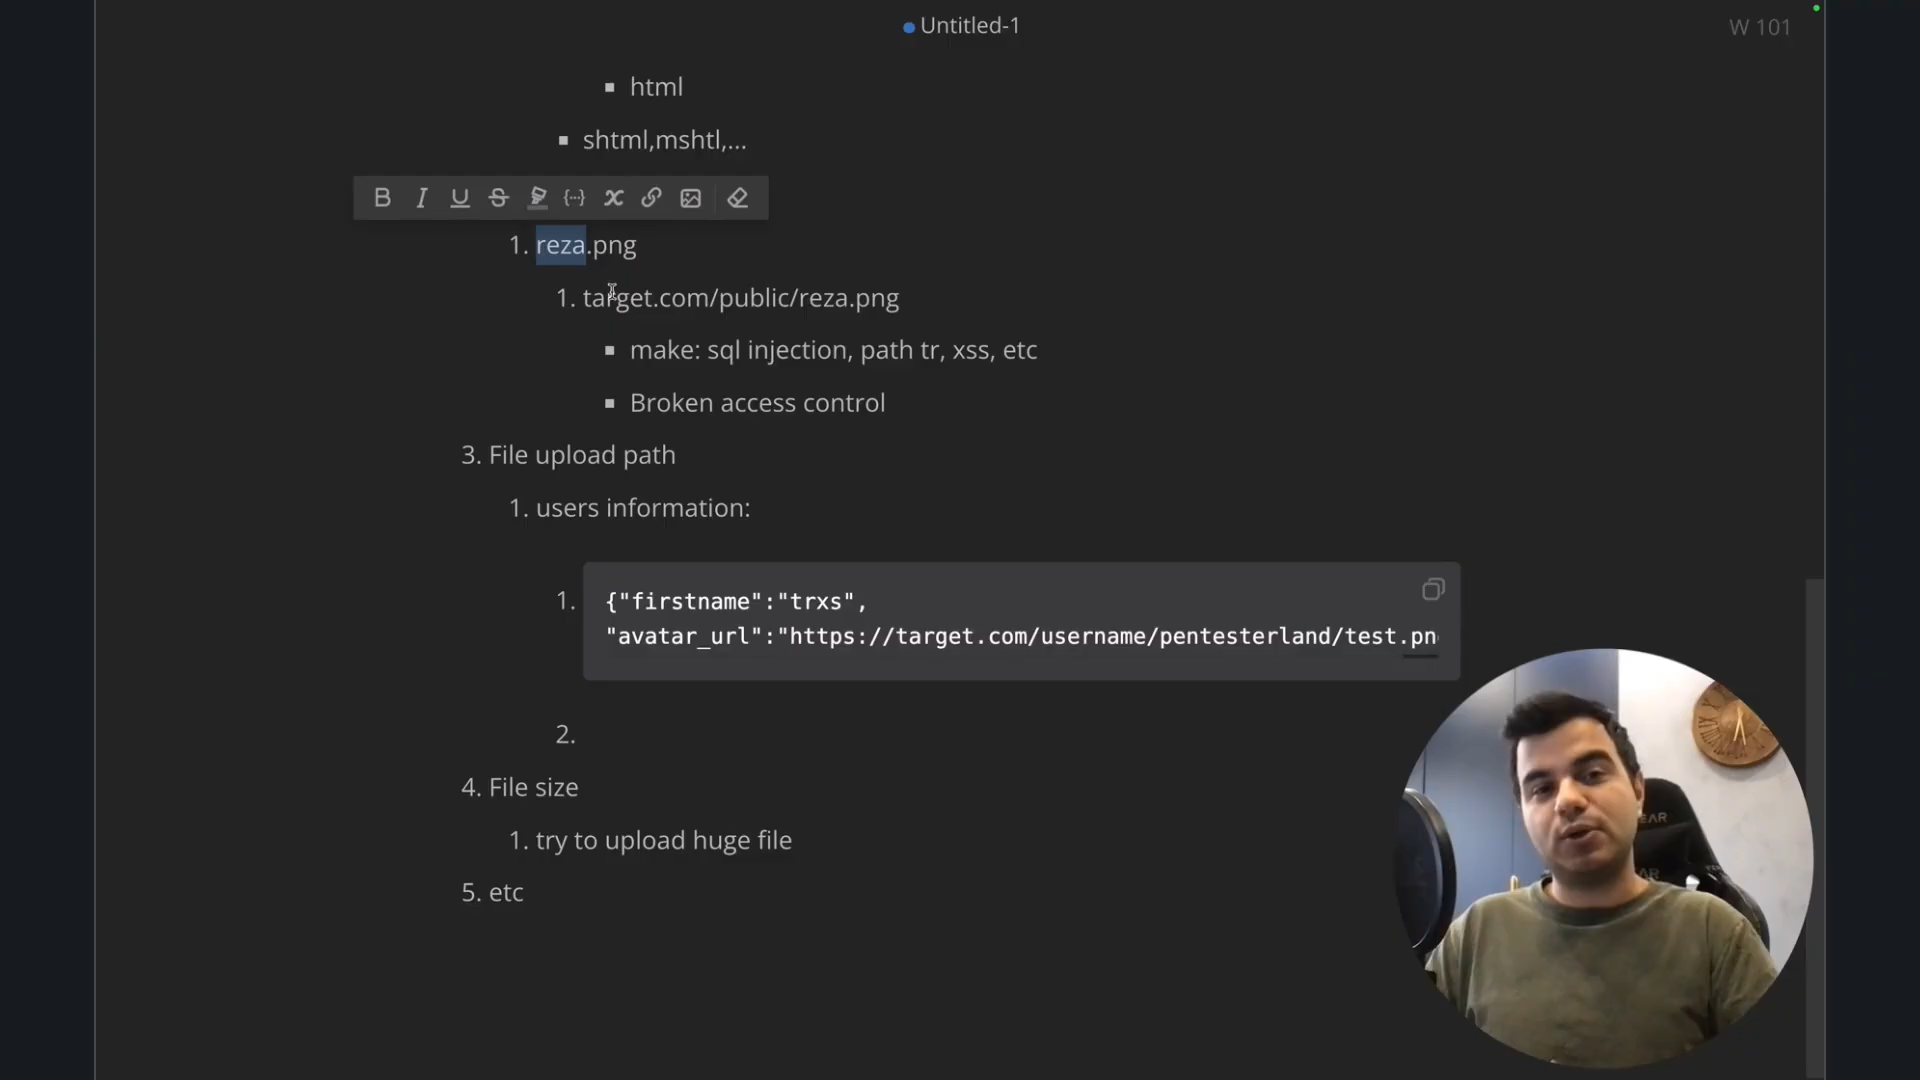 Untitled-1
W 101
html
shtml,mshtl,...
1. reza.png
1. target.com/public/reza.png
make: sql injection, path tr, xss, etc
Broken access control
3. File upload path
1. users information:
1. {"firstname":"trxs",
"avatar_url":"https://target.com/username/pentesterland/test.pn
2.
4. File size
1. try to upload huge file
5. etc